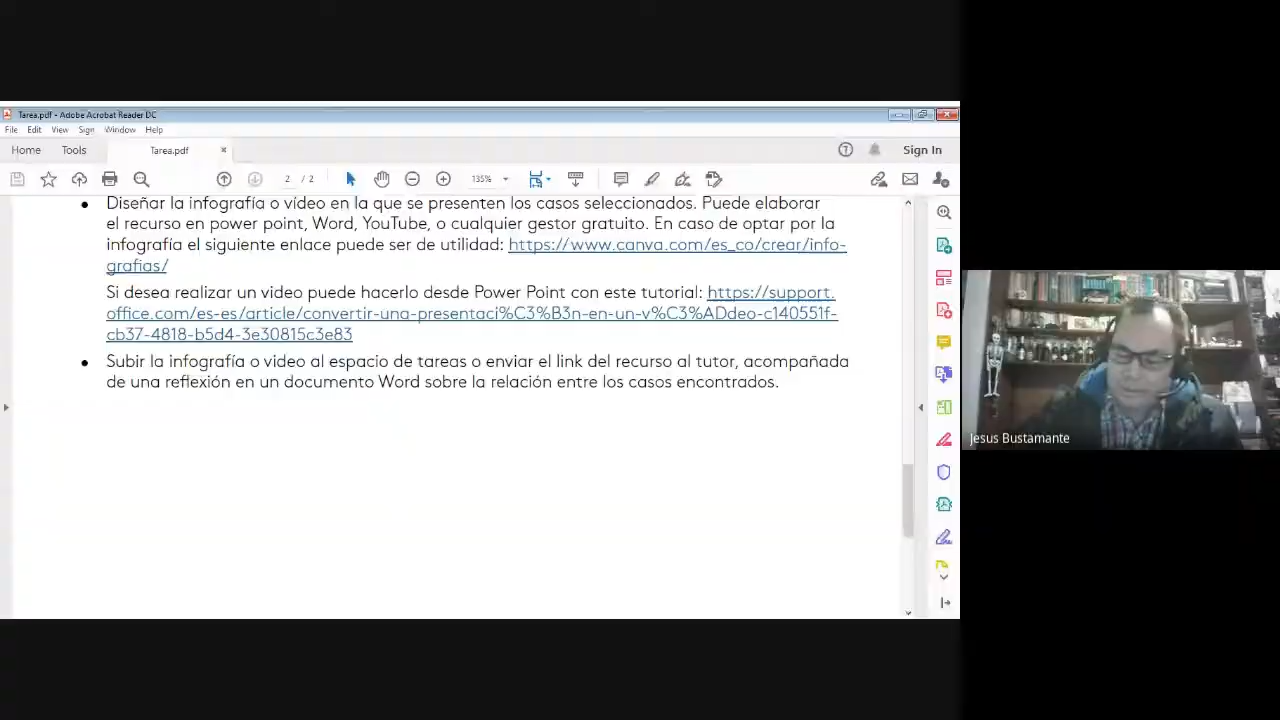 Tarea.pdf - Adobe Acrobat Reader DC
File Edit View Sign Window Help
Home Tools Tarea.pdf × Sign In
2 / 2 135%
• Diseñar la infografía o vídeo en la que se presenten los casos seleccionados. Puede elaborar
el recurso en power point, Word, YouTube, o cualquier gestor gratuito. En caso de optar por la
infografía el siguiente enlace puede ser de utilidad: https://www.canva.com/es_co/crear/info-
grafias/
Si desea realizar un video puede hacerlo desde Power Point con este tutorial: https://support.
office.com/es-es/article/convertir-una-presentaci%C3%B3n-en-un-v%C3%ADdeo-c140551f-
cb37-4818-b5d4-3e30815c3e83
• Subir la infografía o video al espacio de tareas o enviar el link del recurso al tutor, acompañada
de una reflexión en un documento Word sobre la relación entre los casos encontrados.
Jesus Bustamante